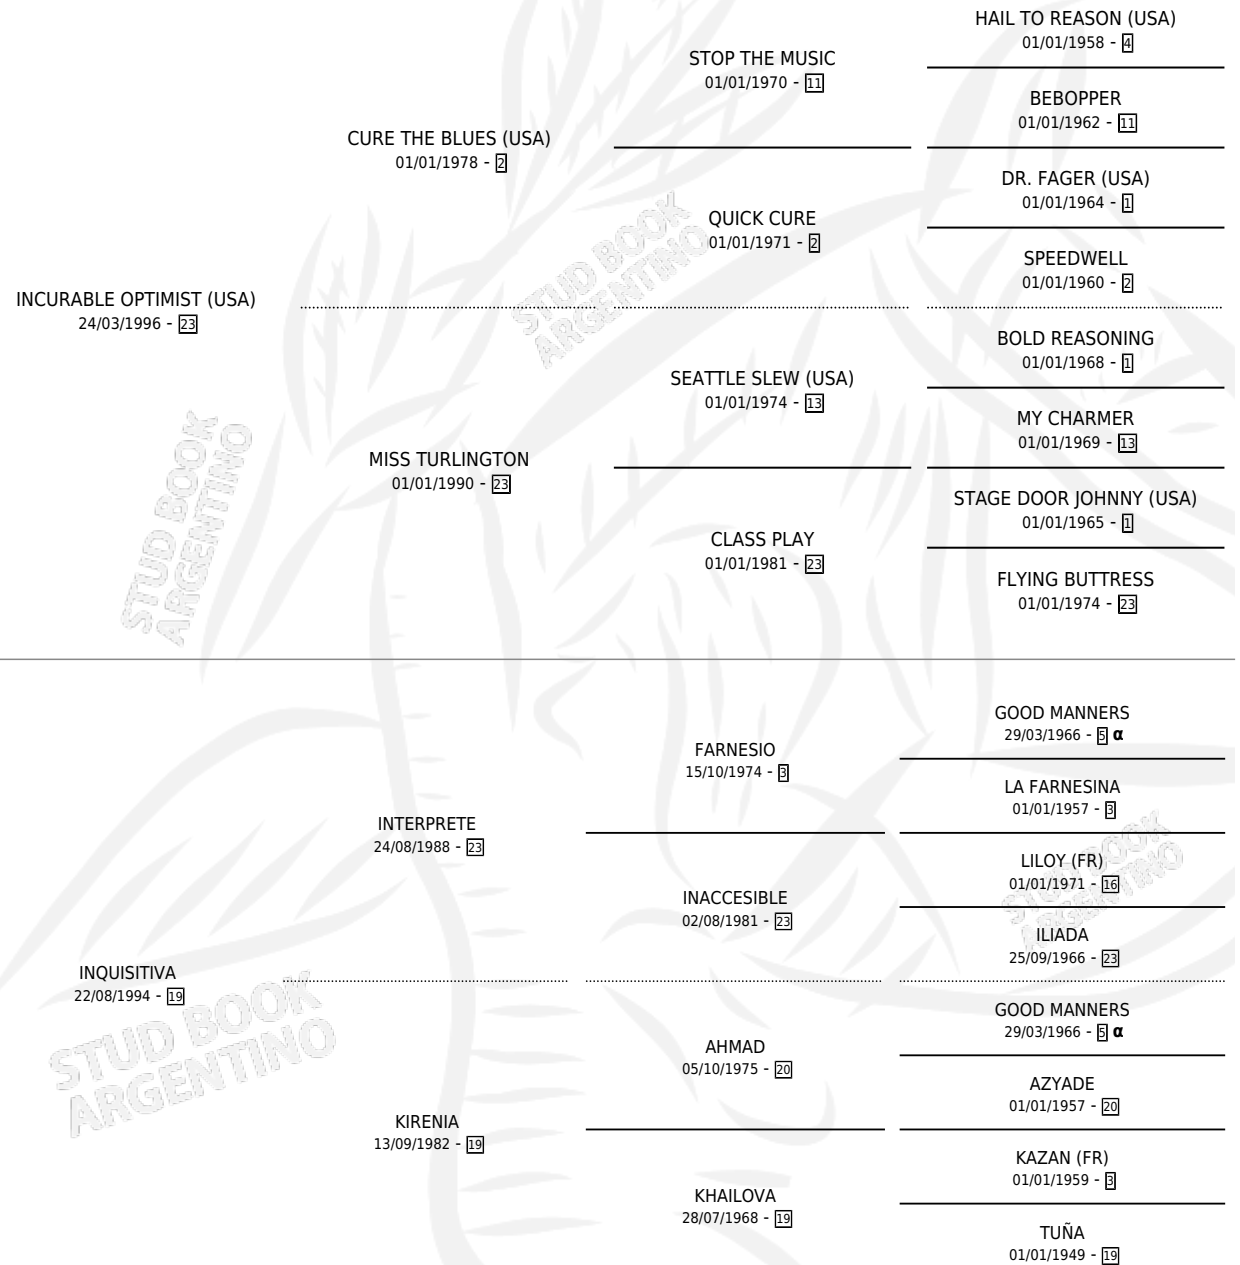 HAIL TO REASON (USA)
01/01/1958 - 4
STOP THE MUSIC
01/01/1970 - 11
BEBOPPER
01/01/1962 - 11
CURE THE BLUES (USA)
01/01/1978 - 2
DR. FAGER (USA)
01/01/1964 - 1
QUICK CURE
01/01/1971 - 2
SPEEDWELL
01/01/1960 - 2
INCURABLE OPTIMIST (USA)
24/03/1996 - 23
BOLD REASONING
01/01/1968 - 1
SEATTLE SLEW (USA)
01/01/1974 - 13
MY CHARMER
01/01/1969 - 13
MISS TURLINGTON
01/01/1990 - 23
STAGE DOOR JOHNNY (USA)
01/01/1965 - 1
CLASS PLAY
01/01/1981 - 23
FLYING BUTTRESS
01/01/1974 - 23
GOOD MANNERS
29/03/1966 - 5 α
FARNESIO
15/10/1974 - 3
LA FARNESINA
01/01/1957 - 3
INTERPRETE
24/08/1988 - 23
LILOY (FR)
01/01/1971 - 16
INACCESIBLE
02/08/1981 - 23
ILIADA
25/09/1966 - 23
INQUISITIVA
22/08/1994 - 19
GOOD MANNERS
29/03/1966 - 5 α
AHMAD
05/10/1975 - 20
AZYADE
01/01/1957 - 20
KIRENIA
13/09/1982 - 19
KAZAN (FR)
01/01/1959 - 3
KHAILOVA
28/07/1968 - 19
TUÑA
01/01/1949 - 19
STUD BOOK
ARGENTINO
STUD BOOK
ARGENTINO
STUD BOOK
ARGENTINO
STUD BOOK
ARGENTINO